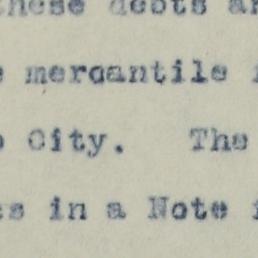 these debts
mercantile
City. The
in a Note